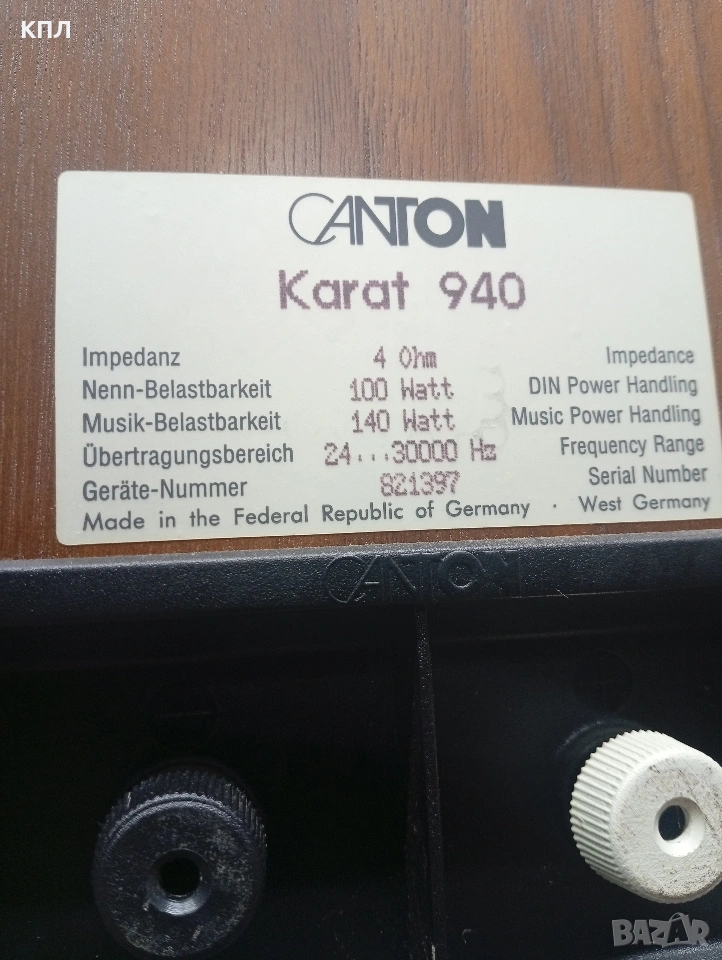 КПЛ
CANTON
Karat 940
Impedanz 4 Ohm Impedance
Nenn-Belastbarkeit 100 Watt DIN Power Handling
Musik-Belastbarkeit 140 Watt Music Power Handling
Übertragungsbereich 24...30000 Hz Frequency Range
Geräte-Nummer 821397 Serial Number
Made in the Federal Republic of Germany · West Germany
CANTON
BAZAR